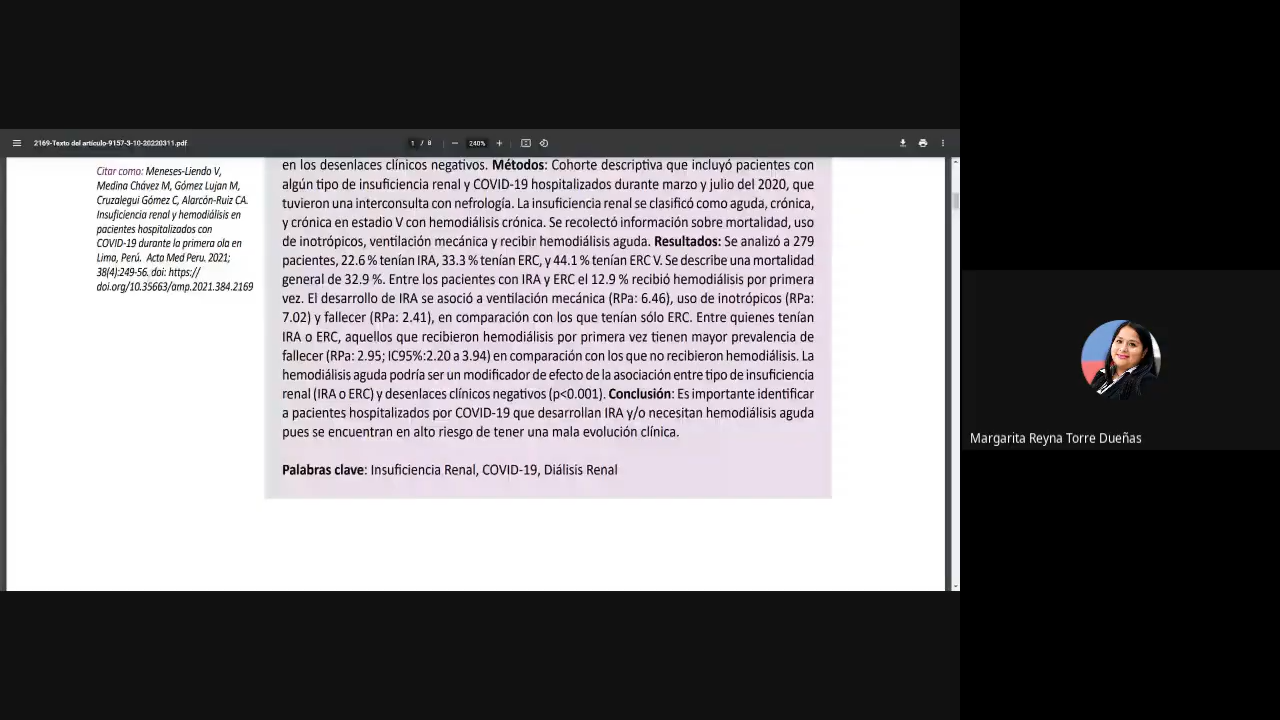 2169-Texto del artículo-9157-3-10-20220311.pdf
1 / 8
240%
Citar como: Meneses-Liendo V,
Medina Chávez M, Gómez Lujan M,
Cruzalegui Gómez C, Alarcón-Ruiz CA.
Insuficiencia renal y hemodiálisis en
pacientes hospitalizados con
COVID-19 durante la primera ola en
Lima, Perú. Acta Med Peru. 2021;
38(4):249-56. doi: https://
doi.org/10.35663/amp.2021.384.2169
en los desenlaces clínicos negativos. Métodos: Cohorte descriptiva que incluyó pacientes con
algún tipo de insuficiencia renal y COVID-19 hospitalizados durante marzo y julio del 2020, que
tuvieron una interconsulta con nefrología. La insuficiencia renal se clasificó como aguda, crónica,
y crónica en estadio V con hemodiálisis crónica. Se recolectó información sobre mortalidad, uso
de inotrópicos, ventilación mecánica y recibir hemodiálisis aguda. Resultados: Se analizó a 279
pacientes, 22.6 % tenían IRA, 33.3 % tenían ERC, y 44.1 % tenían ERC V. Se describe una mortalidad
general de 32.9 %. Entre los pacientes con IRA y ERC el 12.9 % recibió hemodiálisis por primera
vez. El desarrollo de IRA se asoció a ventilación mecánica (RPa: 6.46), uso de inotrópicos (RPa:
7.02) y fallecer (RPa: 2.41), en comparación con los que tenían sólo ERC. Entre quienes tenían
IRA o ERC, aquellos que recibieron hemodiálisis por primera vez tienen mayor prevalencia de
fallecer (RPa: 2.95; IC95%:2.20 a 3.94) en comparación con los que no recibieron hemodiálisis. La
hemodiálisis aguda podría ser un modificador de efecto de la asociación entre tipo de insuficiencia
renal (IRA o ERC) y desenlaces clínicos negativos (p<0.001). Conclusión: Es importante identificar
a pacientes hospitalizados por COVID-19 que desarrollan IRA y/o necesitan hemodiálisis aguda
pues se encuentran en alto riesgo de tener una mala evolución clínica.
Palabras clave: Insuficiencia Renal, COVID-19, Diálisis Renal
Margarita Reyna Torre Dueñas